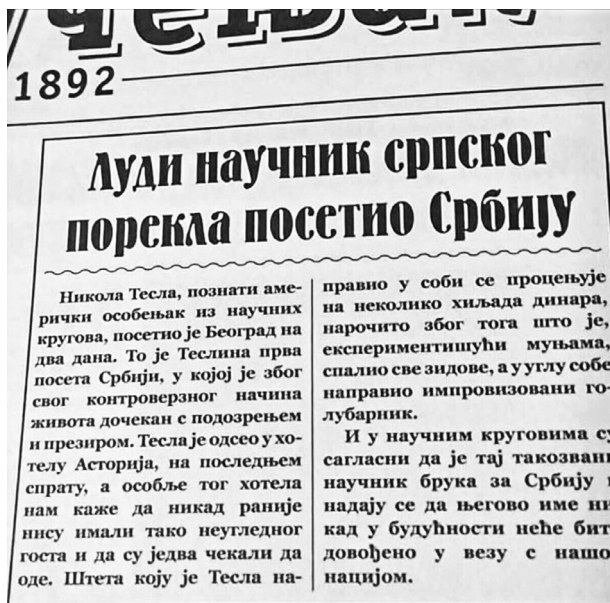 1892
Луди научник српског
порекла посетио Србију
Никола Тесла, познати аме-
рички особењак из научних
кругова, посетио је Београд на
два дана. То је Теслина прва
посета Србији, у којој је због
свог контроверзног начина
живота дочекан с подозрењем
и презиром. Тесла је одсео у хо-
телу Асторија, на последњем
спрату, а особље тог хотела
нам каже да никад раније
нису имали тако неугледног
госта и да су једва чекали да
оде. Штета коју је Тесла на-
правио у соби се процењује
на неколико хиљада динара,
нарочито због тога што је,
експериментишући муњама,
спалио све зидове, а у углу собе
направио импровизовани го-
лубарник.
И у научним круговима су
сагласни да је тај такозвани
научник брука за Србију
надају се да његово име ни-
кад у будућности неће бит
довођено у везу с нашо
нацијом.